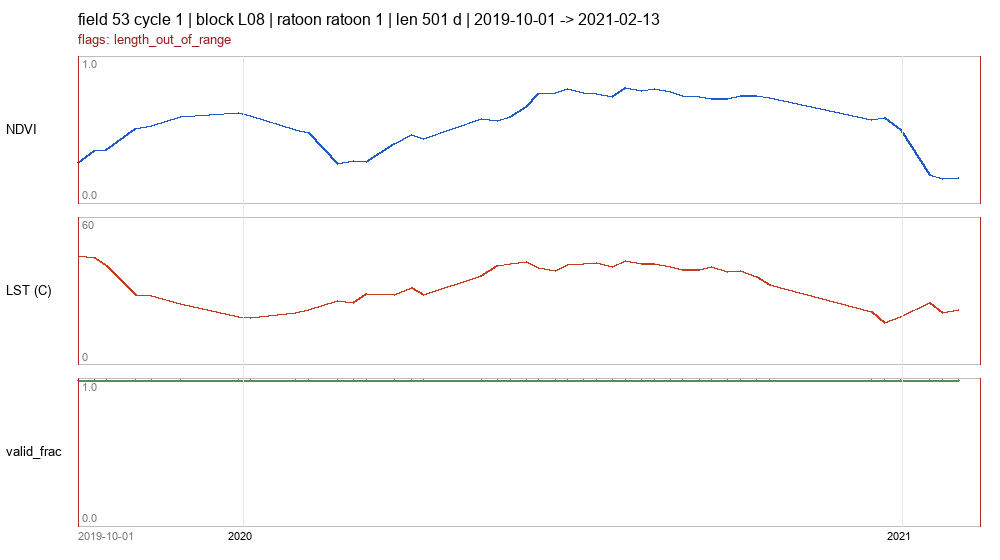 field 53 cycle 1 | block L08 | ratoon ratoon 1 | len 501 d | 2019-10-01 -> 2021-02-13
flags: length_out_of_range
1.0
NDVI
0.0
60
LST (C)
0
1.0
valid_frac
0.0
2019-10-01 2020 2021